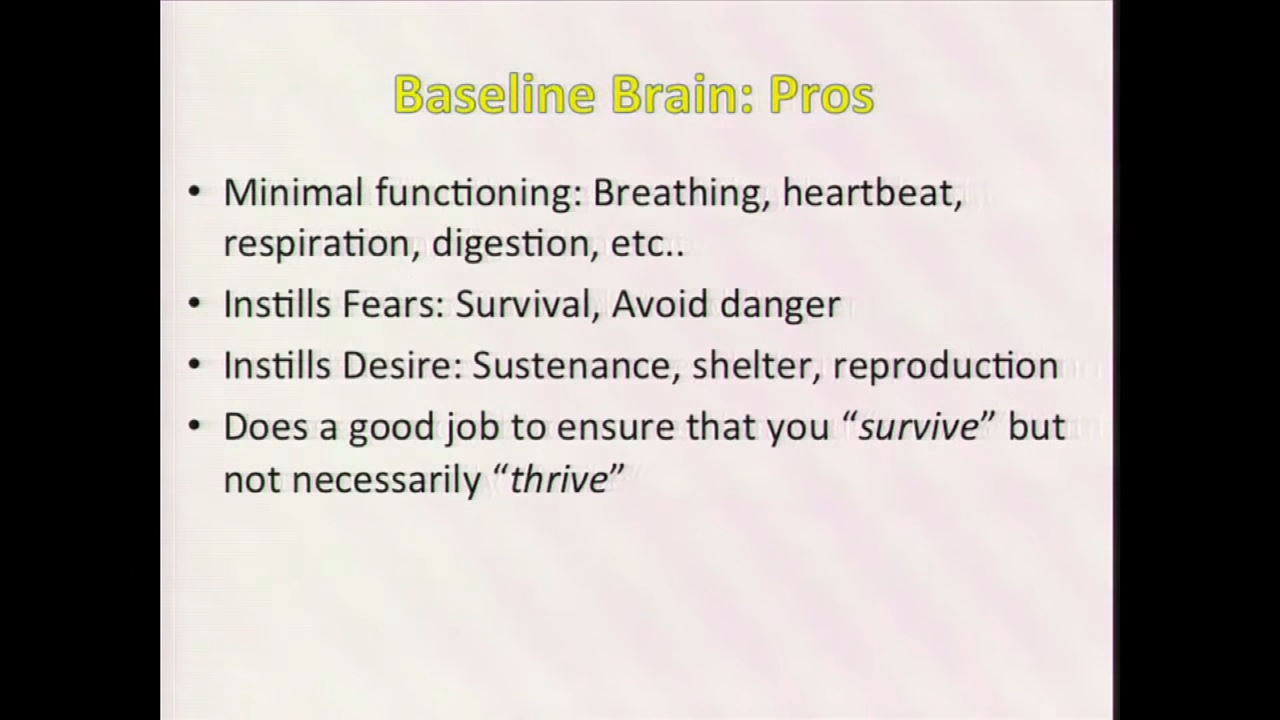 Baseline Brain: Pros
• Minimal functioning: Breathing, heartbeat,
respiration, digestion, etc..
• Instills Fears: Survival, Avoid danger
• Instills Desire: Sustenance, shelter, reproduction
• Does a good job to ensure that you “survive” but
not necessarily “thrive”